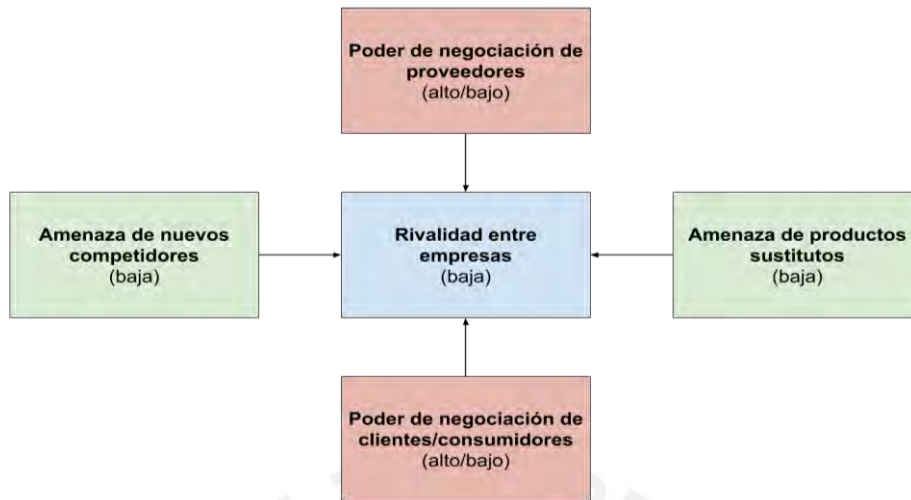 Poder de negociación de
proveedores
(alto/bajo)
Amenaza de nuevos
competidores
(baja)
Rivalidad entre
empresas
(baja)
Amenaza de productos
sustitutos
(baja)
Poder de negociación de
clientes/consumidores
(alto/bajo)